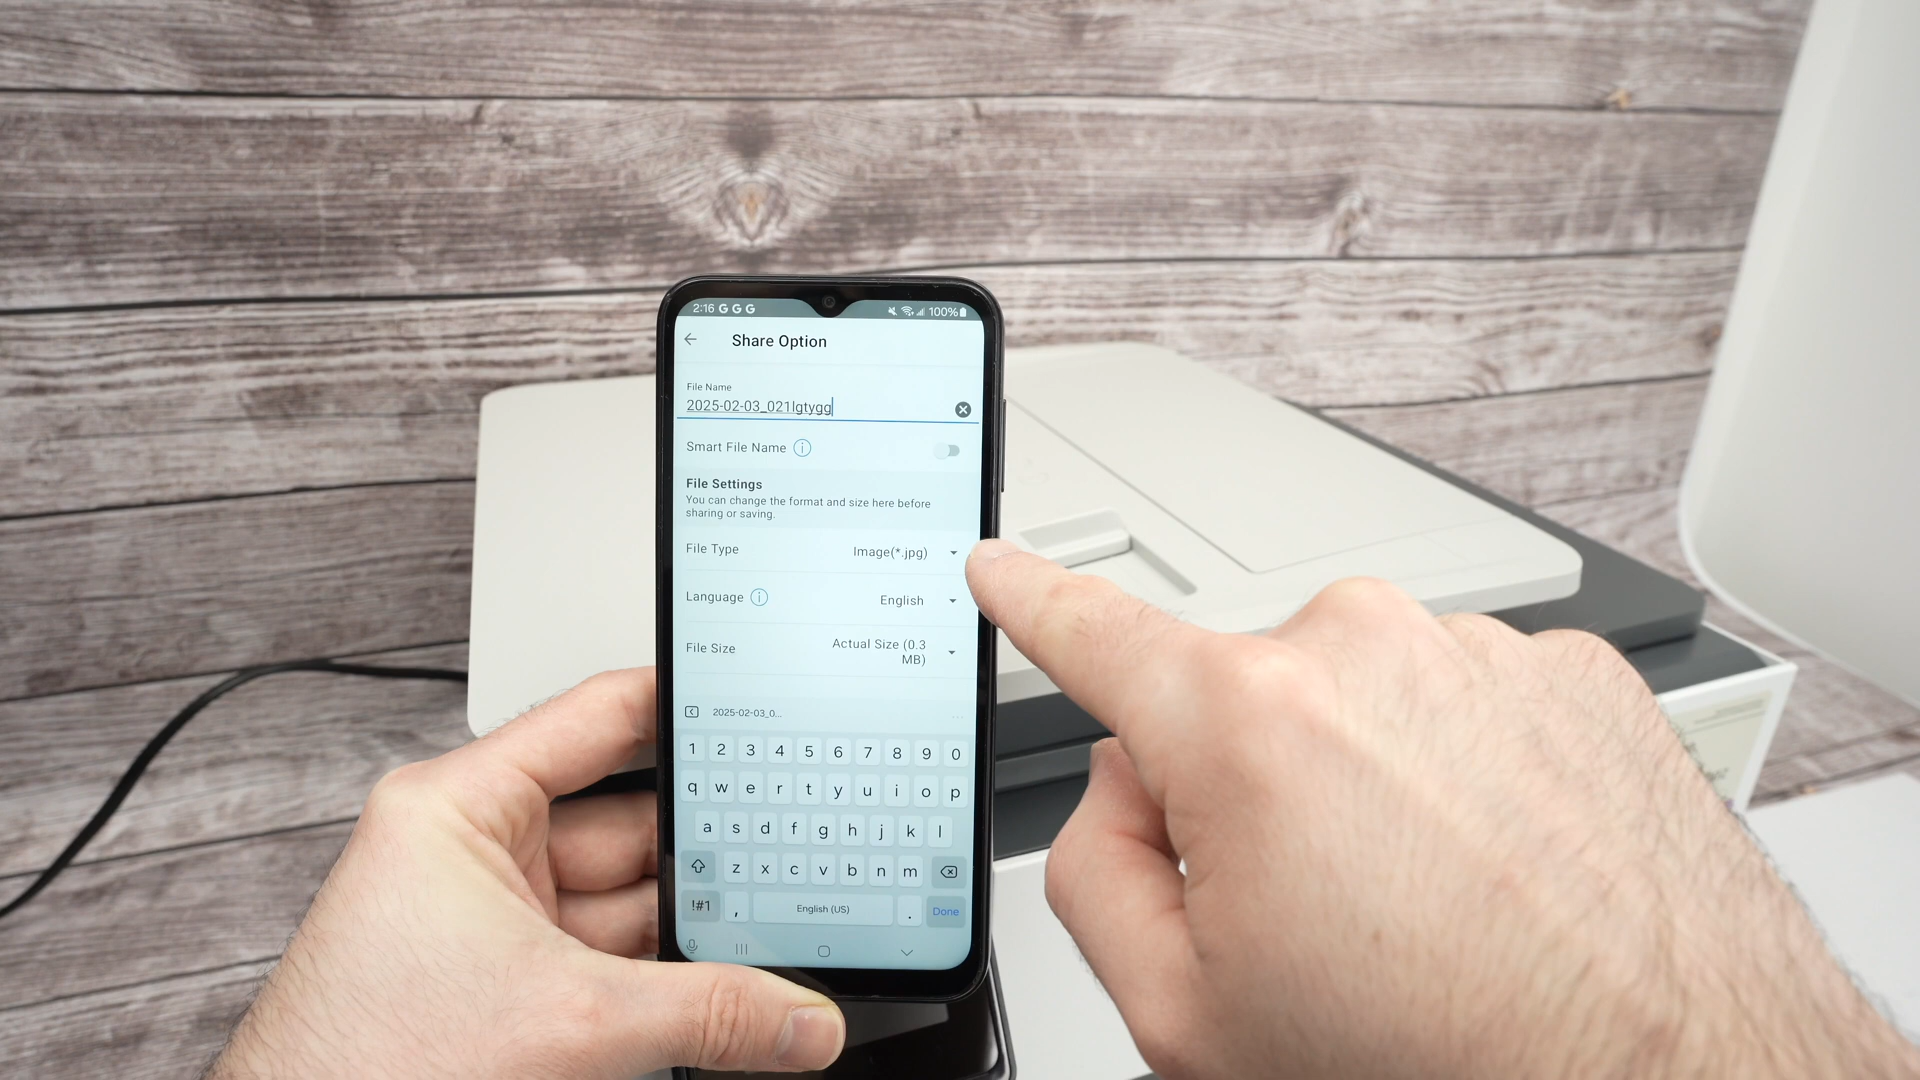 2:16 G G G 100%
Share Option
File Name
2025-02-03_021lgtygg
Smart File Name
File Settings
You can change the format and size here before
sharing or saving.
File Type Image(*.jpg)
Language English
File Size Actual Size (0.3
MB)
2025-02-03_0...
1 2 3 4 5 6 7 8 9 0
q w e r t y u i o p
a s d f g h j k l
z x c v b n m
!#1 , English (US) . Done